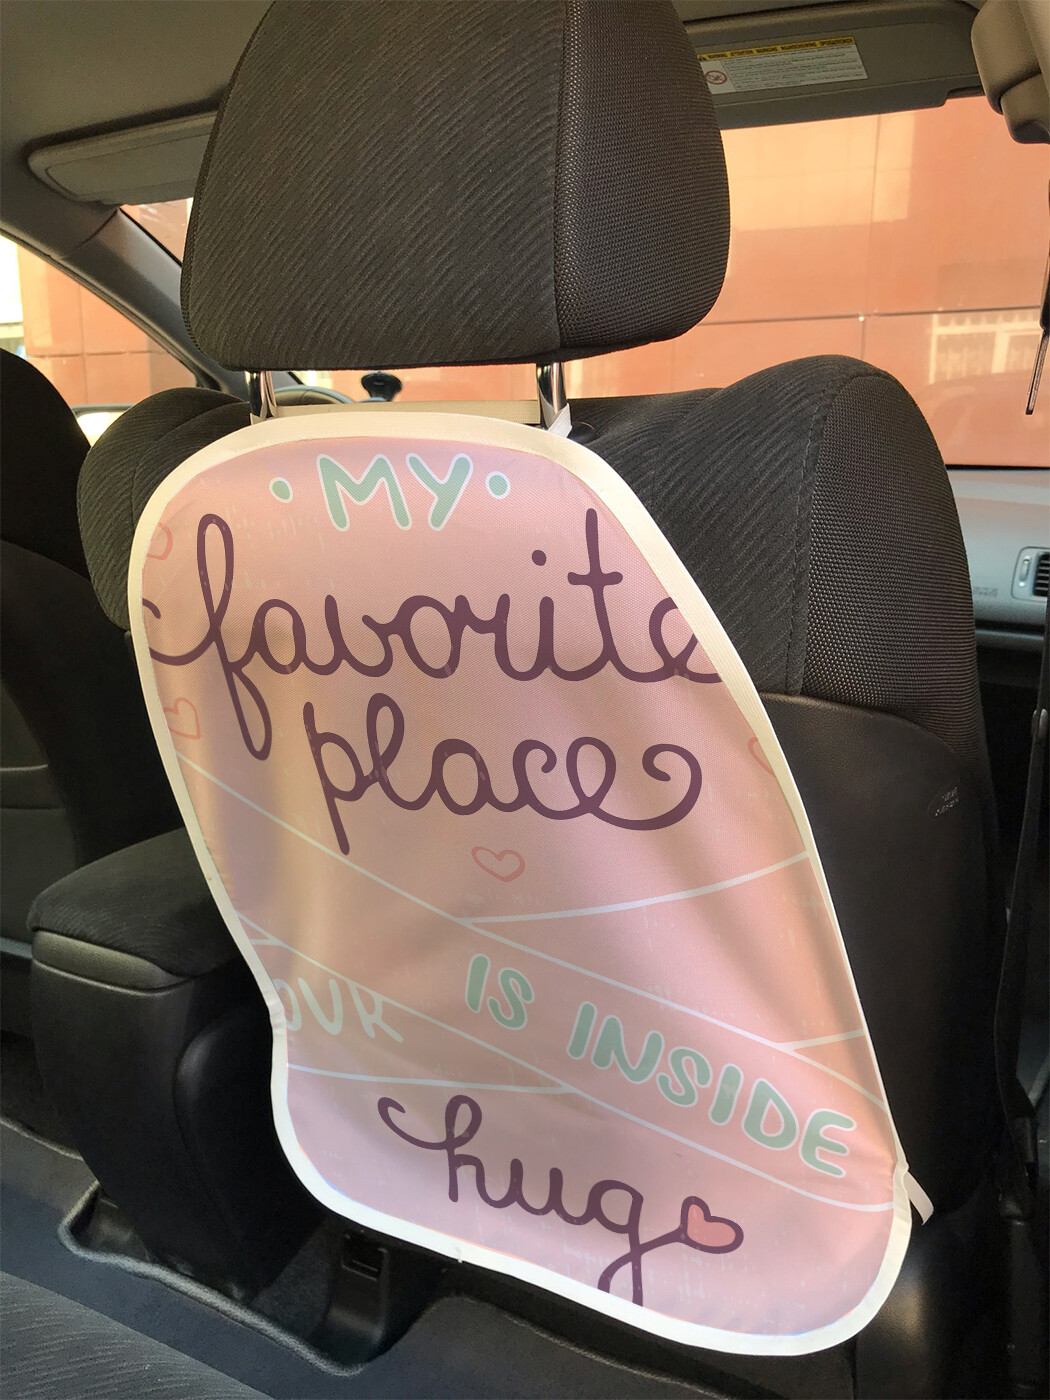 MY
favorite
place
IS INSIDE
OUR
hug